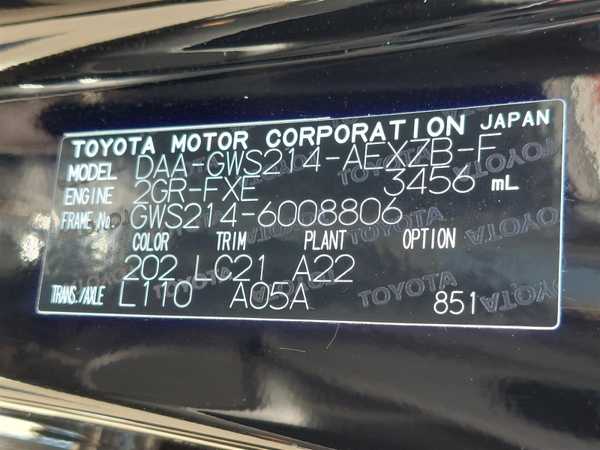 TOYOTA MOTOR CORPORATION JAPAN
MODEL DAA-GWS214-AEXZB-F
ENGINE 2GR-FXE 3456 mL
FRAME No. GWS214-6008806
COLOR TRIM PLANT OPTION
202 LC21 A22
TRANS./AXLE L110 A05A 851